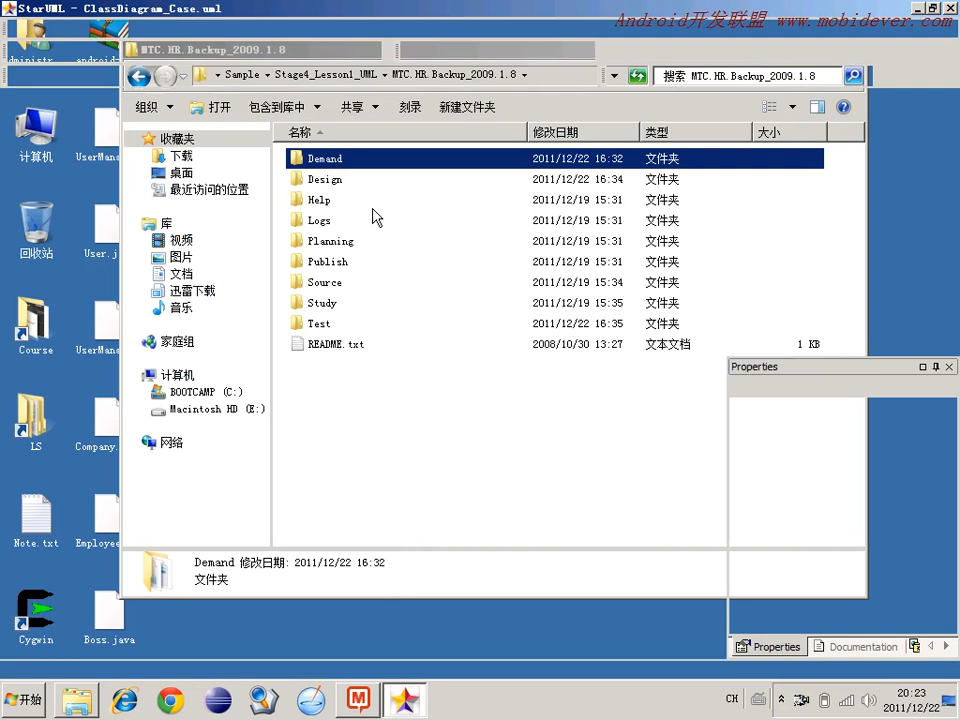 StarUML - ClassDiagram_Case.uml
Android开发联盟 www.mobidever.com
MTC.HR.Backup_2009.1.8
Sample
Stage4_Lesson1_UML
MTC.HR.Backup_2009.1.8
搜索 MTC.HR.Backup_2009.1.8
组织
打开
包含到库中
共享
刻录
新建文件夹
名称
修改日期
类型
大小
收藏夹
下载
桌面
最近访问的位置
库
视频
图片
文档
迅雷下载
音乐
家庭组
计算机
BOOTCAMP (C:)
Macintosh HD (E:)
网络
Demand 2011/12/22 16:32 文件夹
Design 2011/12/22 16:34 文件夹
Help 2011/12/19 15:31 文件夹
Logs 2011/12/19 15:31 文件夹
Planning 2011/12/19 15:31 文件夹
Publish 2011/12/19 15:31 文件夹
Source 2011/12/19 15:34 文件夹
Study 2011/12/19 15:35 文件夹
Test 2011/12/22 16:35 文件夹
README.txt 2008/10/30 13:27 文本文档 1 KB
Demand 修改日期: 2011/12/22 16:32
文件夹
Properties
Properties
Documentation
计算机
UserMan
回收站
User.j
Course
UserMan
LS
Company.
Note.txt
Employee
Cygwin
Boss.java
开始
CH
20:23
2011/12/22